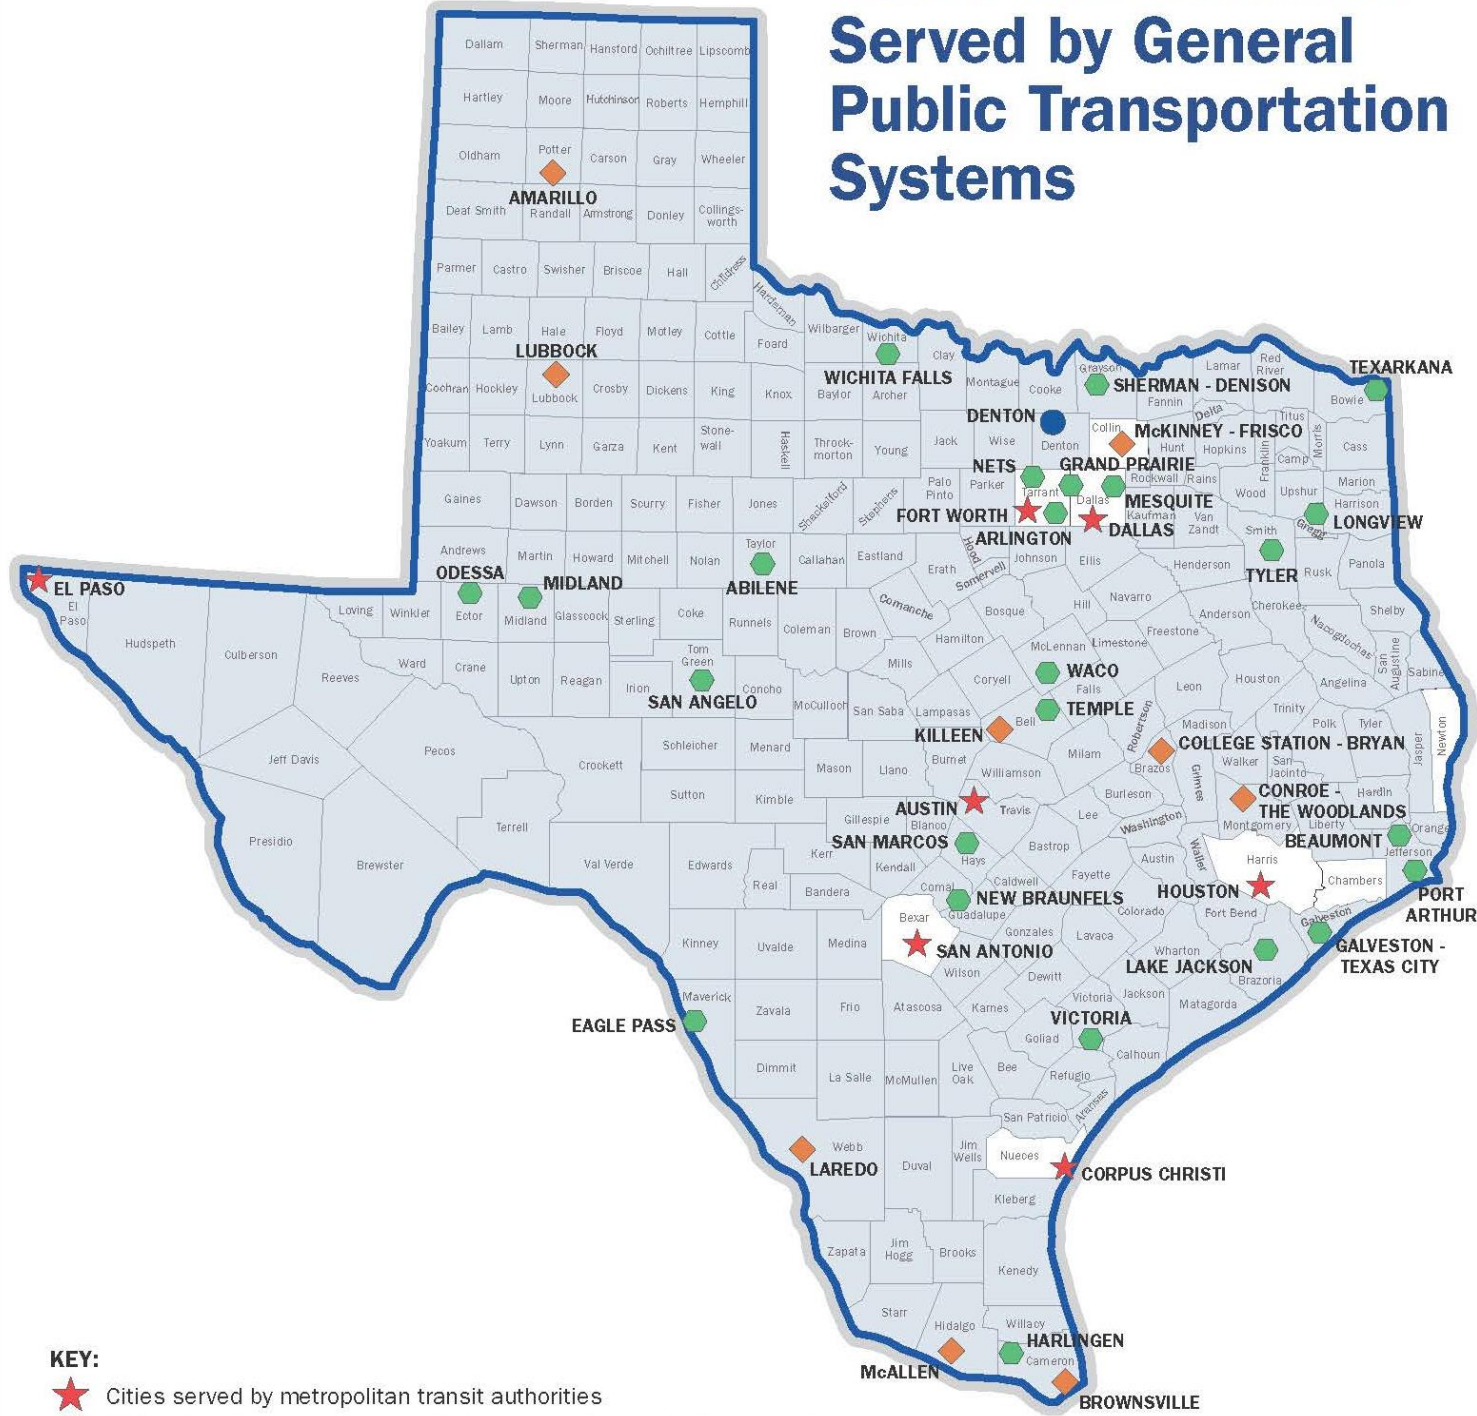 Served by General
Public Transportation
Systems
Dallam
Sherman
Hansford
Ochiltree
Lipscomb
Hartley
Moore
Hutchinson
Roberts
Hemphill
Oldham
Potter
Carson
Gray
Wheeler
AMARILLO
Deaf Smith
Randall
Armstrong
Donley
Collings-
worth
Parmer
Castro
Swisher
Briscoe
Hall
Childress
Hardeman
Bailey
Lamb
Hale
Floyd
Motley
Cottle
Foard
Wilbarger
Wichita
Clay
LUBBOCK
WICHITA FALLS
Cochran
Hockley
Lubbock
Crosby
Dickens
King
Knox
Baylor
Archer
Montague
Cooke
Grayson
SHERMAN - DENISON
Fannin
Lamar
Red
River
TEXARKANA
Bowie
Yoakum
Terry
Lynn
Garza
Kent
Stone-
wall
Haskell
Throck-
morton
Young
Jack
Wise
DENTON
Denton
Collin
McKINNEY - FRISCO
Hunt
Delta
Hopkins
Franklin
Titus
Camp
Morris
Cass
NETS
GRAND PRAIRIE
Rockwall
Rains
Wood
Upshur
Marion
Harrison
Gaines
Dawson
Borden
Scurry
Fisher
Jones
Shackelford
Stephens
Palo
Pinto
Parker
Tarrant
Dallas
MESQUITE
Kaufman
Van
Zandt
Smith
Gregg
LONGVIEW
FORT WORTH
ARLINGTON
DALLAS
Andrews
Martin
Howard
Mitchell
Nolan
Taylor
Callahan
Eastland
Erath
Hood
Somervell
Johnson
Ellis
Henderson
TYLER
Rusk
Panola
ODESSA
MIDLAND
ABILENE
EL PASO
El
Paso
Hudspeth
Culberson
Reeves
Loving
Winkler
Ector
Midland
Glasscock
Sterling
Coke
Runnels
Coleman
Brown
Comanche
Hamilton
Bosque
Hill
Navarro
Anderson
Cherokee
Nacogdoches
Shelby
Ward
Crane
Upton
Reagan
Irion
Tom
Green
SAN ANGELO
Concho
McCulloch
San Saba
Mills
Lampasas
Coryell
McLennan
Limestone
Freestone
WACO
Falls
Leon
Houston
Angelina
San
Augustine
Sabine
TEMPLE
Bell
KILLEEN
Robertson
Madison
Trinity
Polk
Tyler
Jasper
Newton
COLLEGE STATION - BRYAN
Brazos
Walker
San
Jacinto
Hardin
Jeff Davis
Pecos
Crockett
Schleicher
Menard
Mason
Llano
Burnet
Williamson
Milam
Sutton
Kimble
Burleson
Grimes
CONROE -
THE WOODLANDS
Montgomery
Liberty
Orange
Presidio
Brewster
Terrell
Val Verde
Edwards
Gillespie
Blanco
AUSTIN
Travis
Lee
Washington
BEAUMONT
Jefferson
SAN MARCOS
Hays
Bastrop
Austin
Waller
Harris
Chambers
Real
Kerr
Kendall
Bandera
Comal
Caldwell
Fayette
HOUSTON
PORT
ARTHUR
NEW BRAUNFELS
Guadalupe
Colorado
Fort Bend
Galveston
Kinney
Uvalde
Medina
Bexar
SAN ANTONIO
Gonzales
Lavaca
Wharton
LAKE JACKSON
Brazoria
GALVESTON -
TEXAS CITY
Wilson
Dewitt
Maverick
Zavala
Frio
Atascosa
Karnes
Victoria
Jackson
Matagorda
EAGLE PASS
VICTORIA
Goliad
Calhoun
Dimmit
La Salle
McMullen
Live
Oak
Bee
Refugio
Aransas
San Patricio
Webb
LAREDO
Duval
Jim
Wells
Nueces
CORPUS CHRISTI
Kleberg
Zapata
Jim
Hogg
Brooks
Kenedy
Starr
Hidalgo
Willacy
HARLINGEN
Cameron
McALLEN
BROWNSVILLE
KEY:
Cities served by metropolitan transit authorities